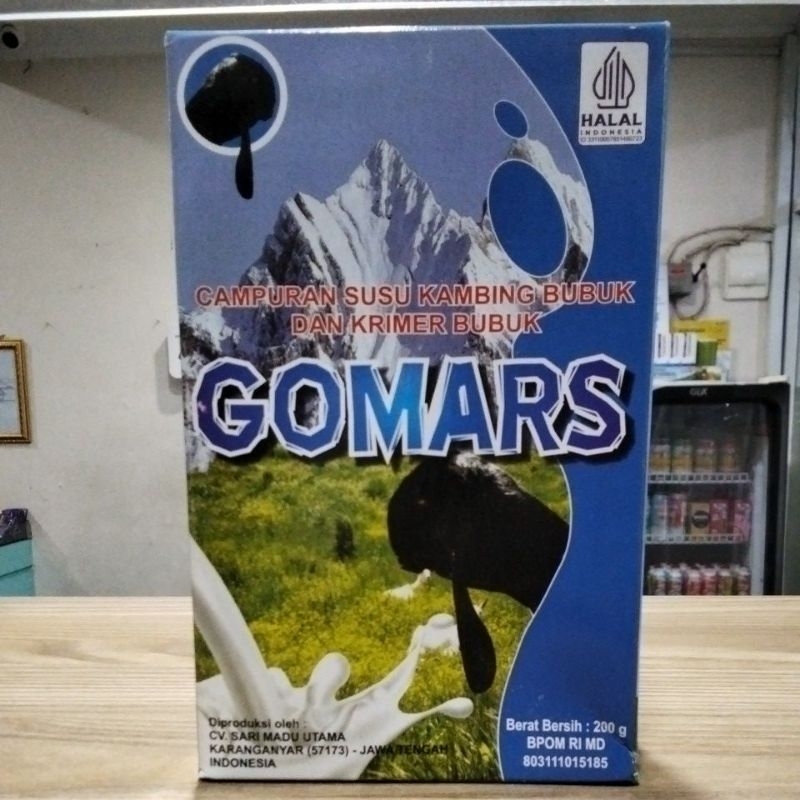 HALAL
INDONESIA
CAMPURAN SUSU KAMBING BUBUK
DAN KRIMER BUBUK
GOMARS
Diproduksi oleh :
CV. SARI MADU UTAMA
KARANGANYAR (57173) - JAWA TENGAH
INDONESIA
Berat Bersih : 200 g
BPOM RI MD
803111015185